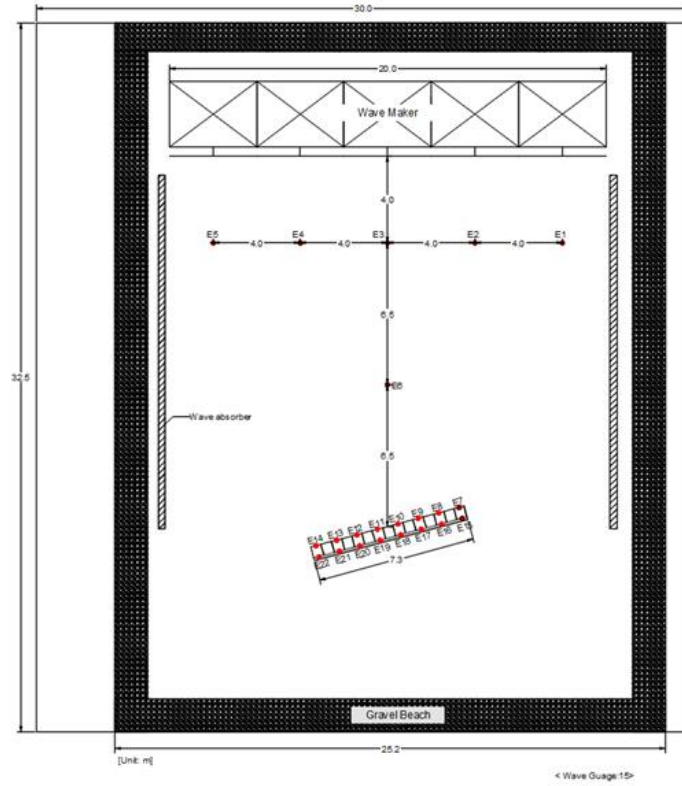 30.0
20.0
Wave Maker
4.0
E5
E4
E3
E2
E1
4.0
4.0
4.0
4.0
6.5
32.5
E6
Wave absorber
6.5
E7
E8
E9
E10
E11
E12
E13
E14
E15
E16
E17
E18
E19
E20
E21
E22
7.3
Gravel Beach
25.2
[Unit: m]
< Wave Guage:15>